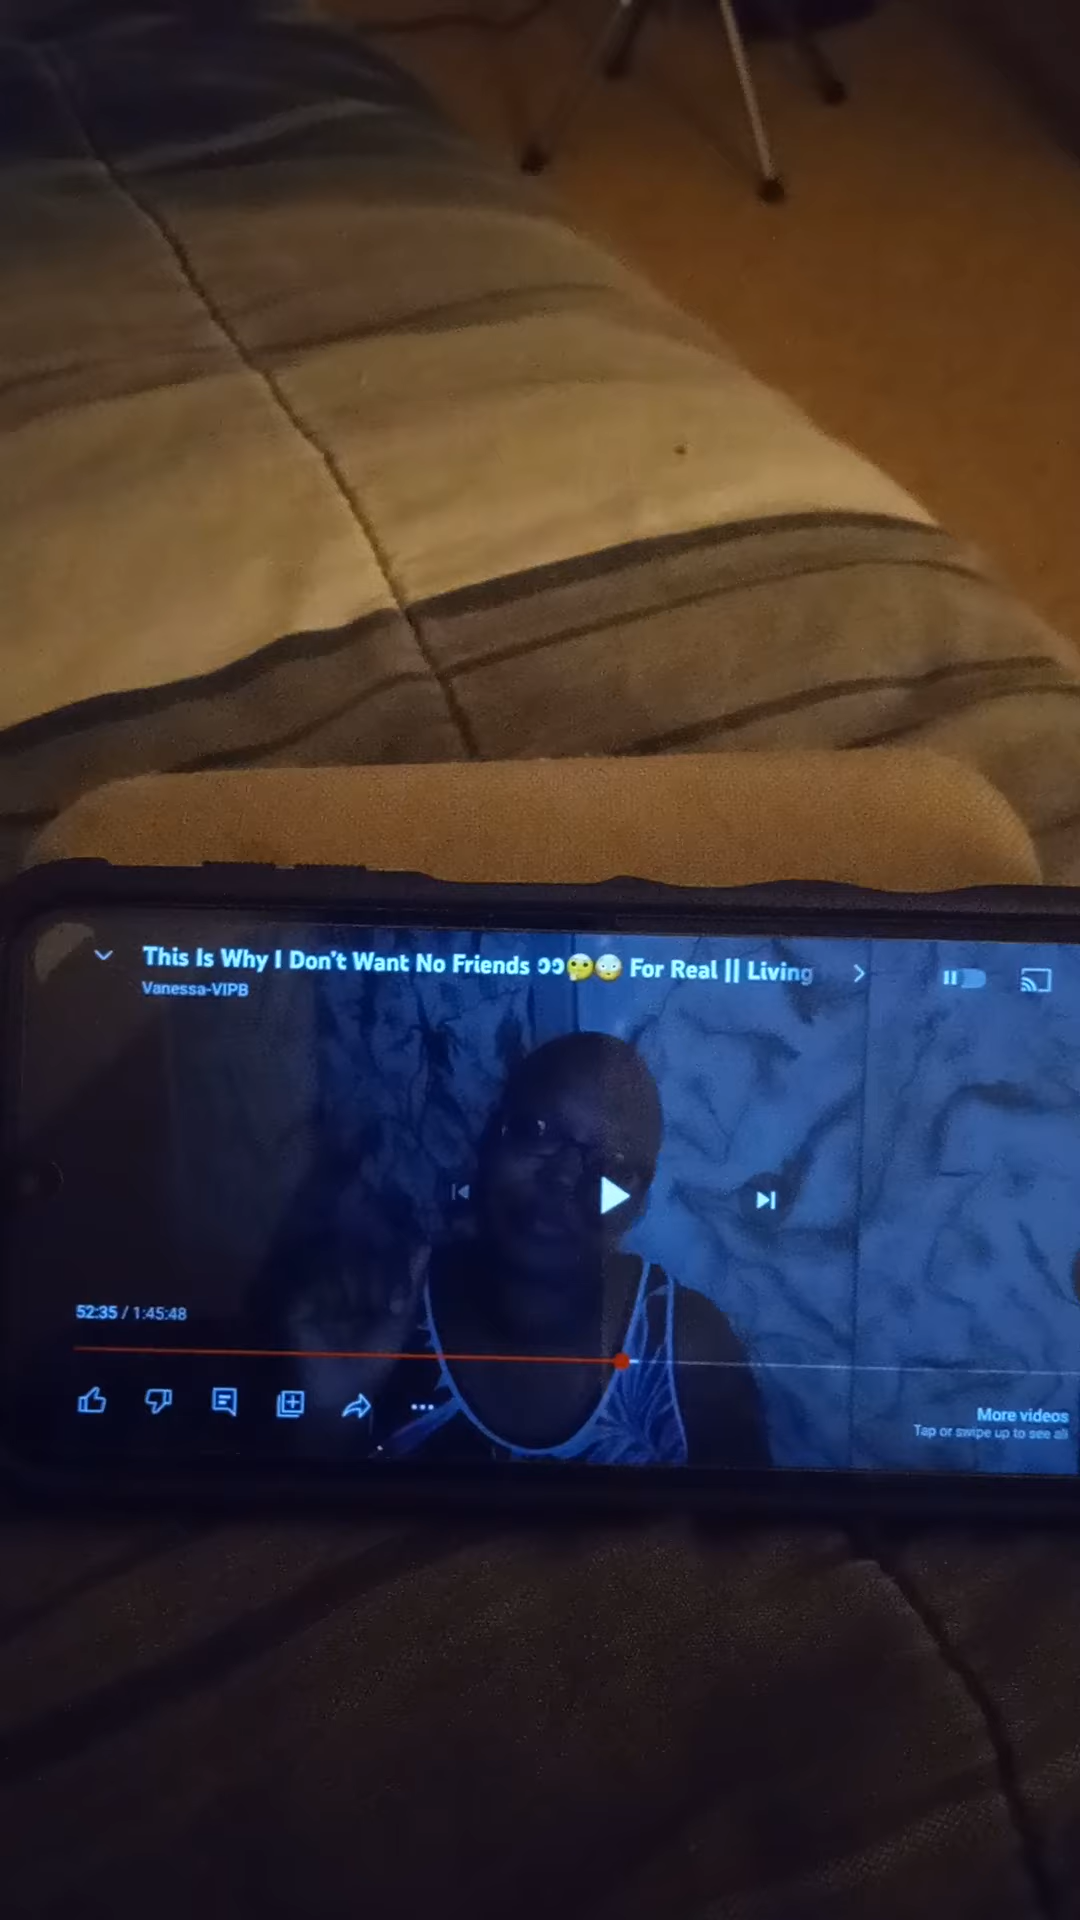 This Is Why I Don't Want No Friends 👀🤔😳 For Real || Living
Vanessa-VIPB
52:35 / 1:45:48
More videos
Tap or swipe up to see all